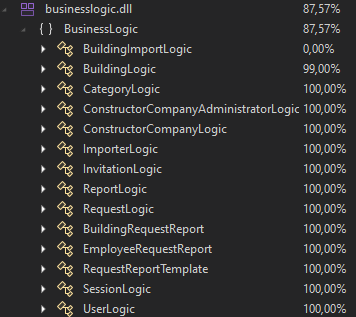 businesslogic.dll 87,57%
{ } BusinessLogic 87,57%
BuildingImportLogic 0,00%
BuildingLogic 99,00%
CategoryLogic 100,00%
ConstructorCompanyAdministratorLogic 100,00%
ConstructorCompanyLogic 100,00%
ImporterLogic 100,00%
InvitationLogic 100,00%
ReportLogic 100,00%
RequestLogic 100,00%
BuildingRequestReport 100,00%
EmployeeRequestReport 100,00%
RequestReportTemplate 100,00%
SessionLogic 100,00%
UserLogic 100,00%